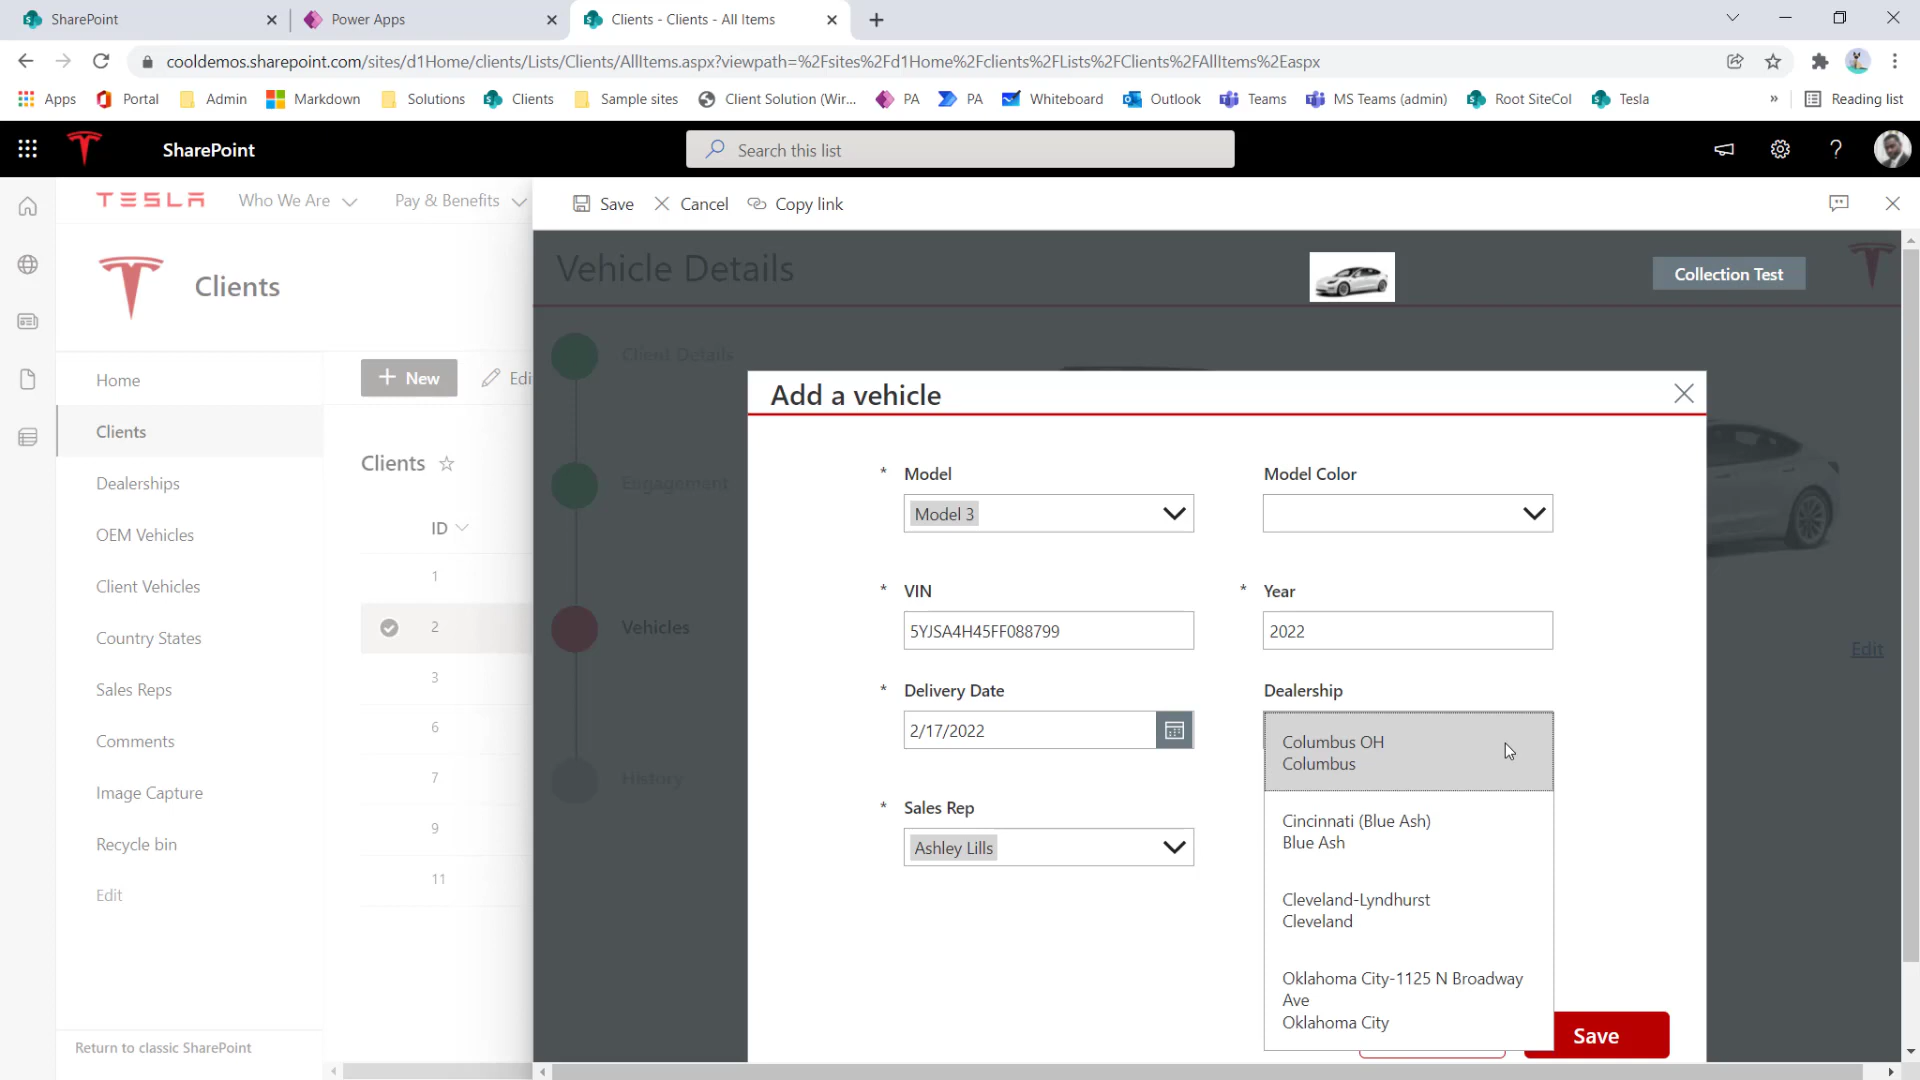 SharePoint
Power Apps
Clients - Clients - All Items
cooldemos.sharepoint.com/sites/d1Home/clients/Lists/Clients/AllItems.aspx?viewpath=%2Fsites%2Fd1Home%2Fclients%2FLists%2FClients%2FAllItems%2Easpx
Apps
Portal
Admin
Markdown
Solutions
Clients
Sample sites
Client Solution (Wir...
PA
PA
Whiteboard
Outlook
Teams
MS Teams (admin)
Root SiteCol
Tesla
»
Reading list
SharePoint
Search this list
TESLA
Who We Are
Pay & Benefits
Save
Cancel
Copy link
Clients
Vehicle Details
Collection Test
Home
Clients
Dealerships
OEM Vehicles
Client Vehicles
Country States
Sales Reps
Comments
Image Capture
Recycle bin
Edit
Return to classic SharePoint
+ New
Edi
Clients
ID
1
2
3
6
7
9
11
Client Details
Engagement
Vehicles
History
Edit
Add a vehicle
* Model
Model 3
Model Color
* VIN
5YJSA4H45FF088799
* Year
2022
* Delivery Date
2/17/2022
Dealership
Columbus OH
Columbus
Cincinnati (Blue Ash)
Blue Ash
Cleveland-Lyndhurst
Cleveland
Oklahoma City-1125 N Broadway
Ave
Oklahoma City
* Sales Rep
Ashley Lills
Save